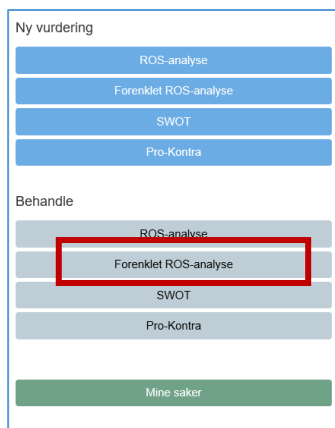 Ny vurdering
ROS-analyse
Forenklet ROS-analyse
SWOT
Pro-Kontra
Behandle
ROS-analyse
Forenklet ROS-analyse
SWOT
Pro-Kontra
Mine saker